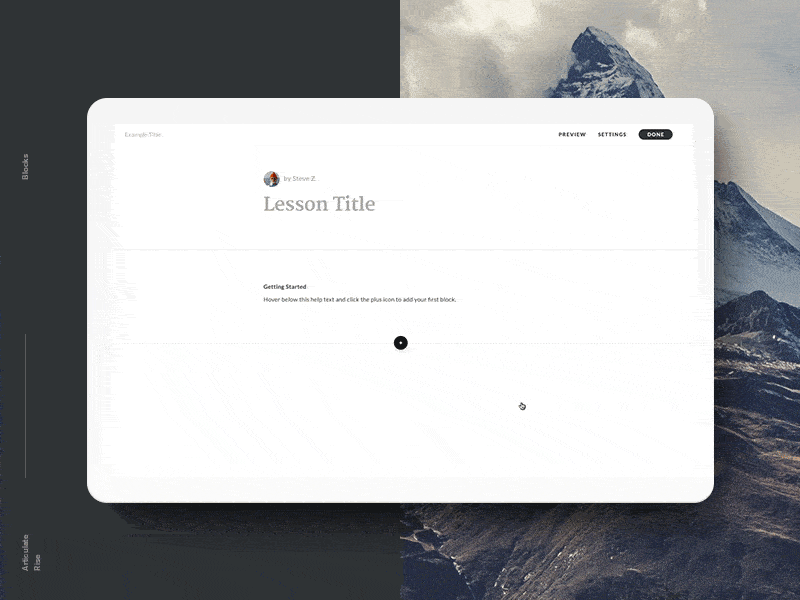 Blocks
Articulate
Rise
Example Title
PREVIEW SETTINGS DONE
by Steve Z
Lesson Title
Getting Started
Hover below this help text and click the plus icon to add your first block.